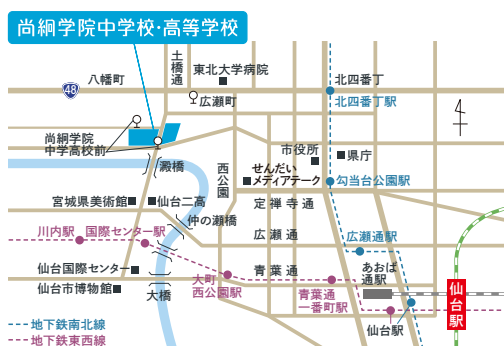 尚絅学院中学校・高等学校
土橋通
東北大学病院
北四番丁
48
八幡町
広瀬町
北四番丁駅
尚絅学院
中学高校前
澱橋
西公園
市役所
県庁
せんだい
メディアテーク
勾当台公園駅
宮城県美術館
仙台二高
定禅寺通
仲の瀬橋
川内駅
国際センター駅
広瀬通
広瀬通駅
仙台国際センター
青葉通
あおば
通駅
仙台市博物館
大橋
大町
西公園駅
青葉通
一番町駅
仙台駅
仙台駅
地下鉄南北線
地下鉄東西線